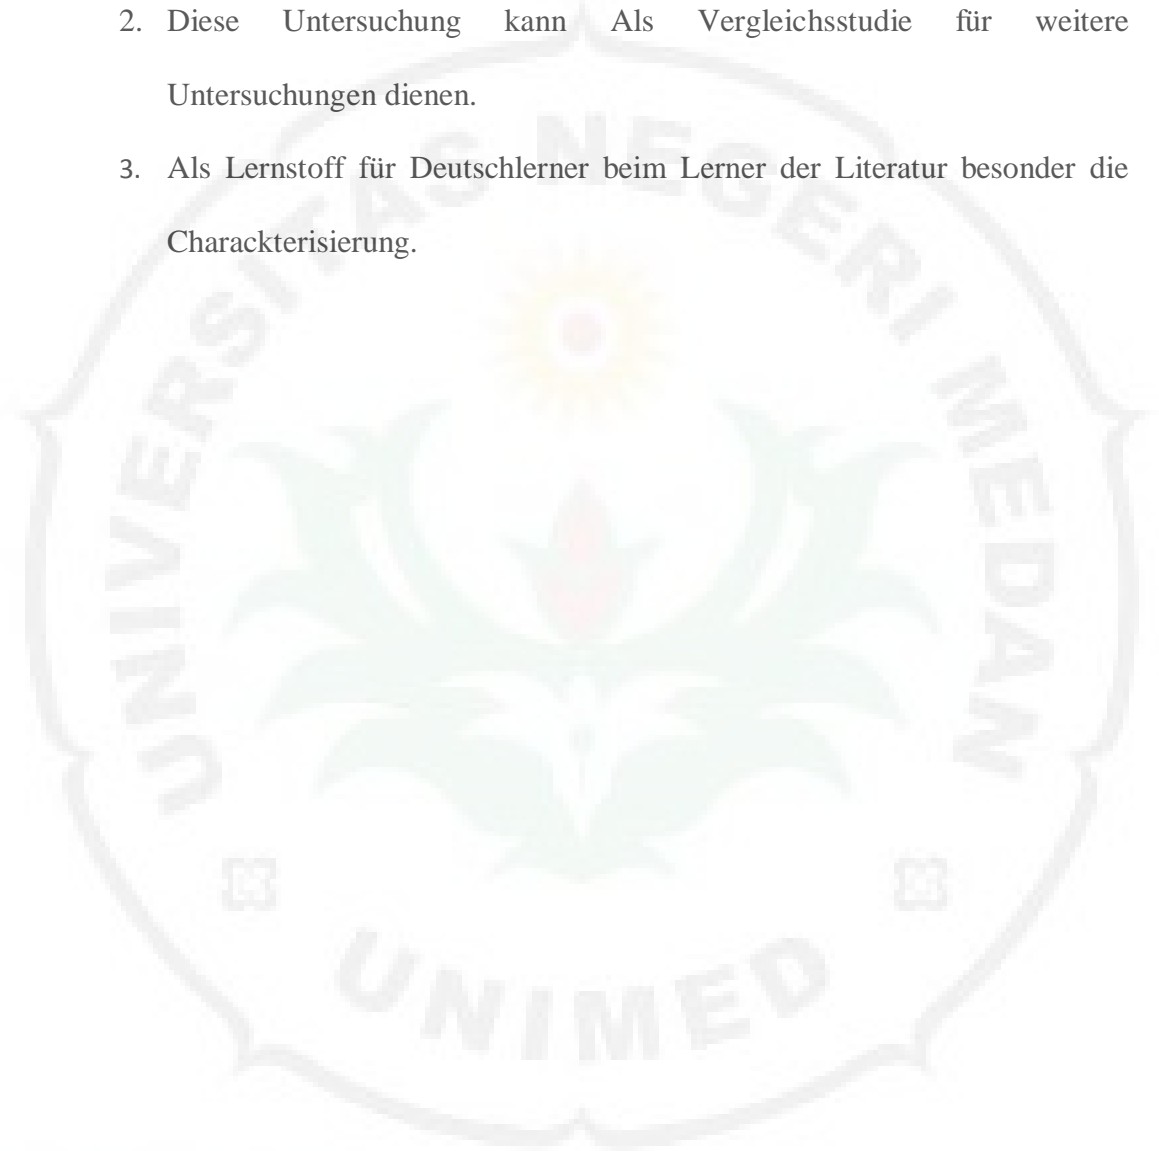 2. Diese Untersuchung kann Als Vergleichsstudie für weitere
Untersuchungen dienen.
3. Als Lernstoff für Deutschlerner beim Lerner der Literatur besonder die
Charackterisierung.
UNIVERSITAS NEGERI MEDAN
UNIMED